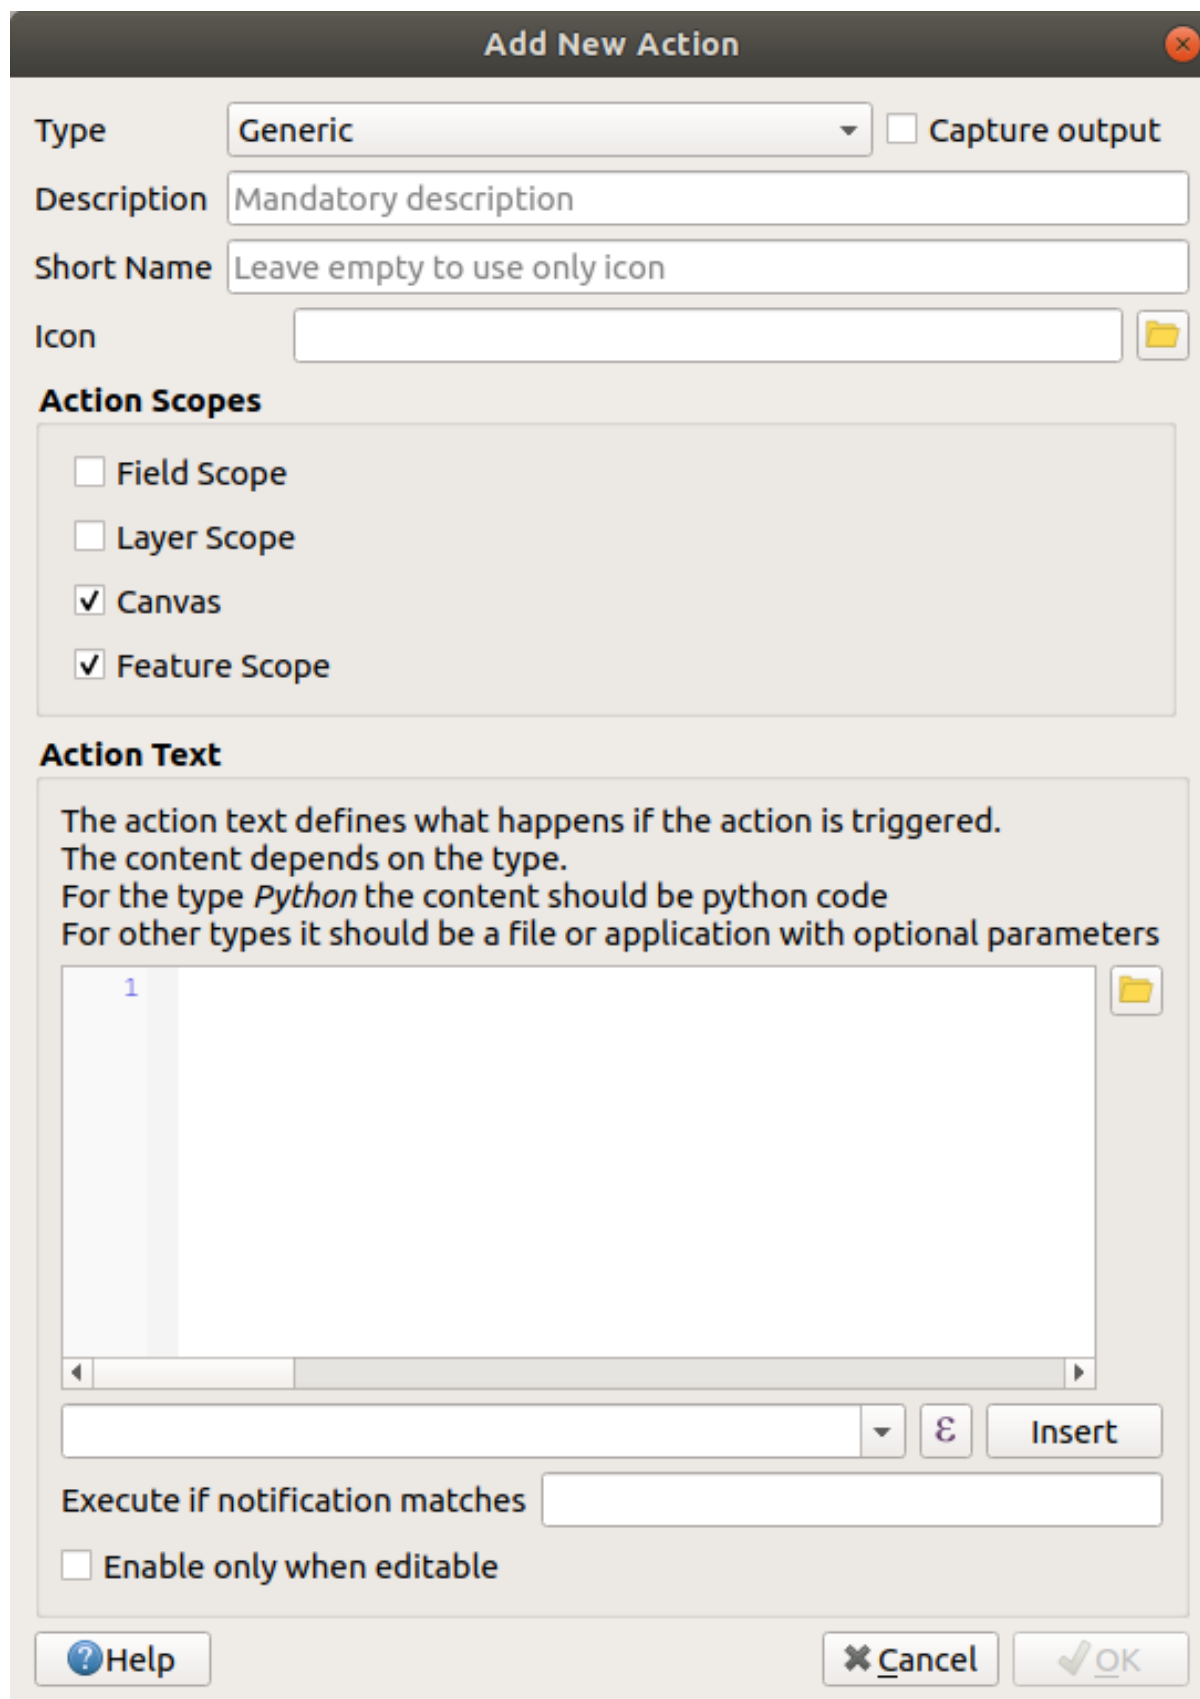 Add New Action
Type Generic Capture output
Description Mandatory description
Short Name Leave empty to use only icon
Icon
Action Scopes
Field Scope
Layer Scope
Canvas
Feature Scope
Action Text
The action text defines what happens if the action is triggered.
The content depends on the type.
For the type Python the content should be python code
For other types it should be a file or application with optional parameters
1
ε Insert
Execute if notification matches
Enable only when editable
Help Cancel OK